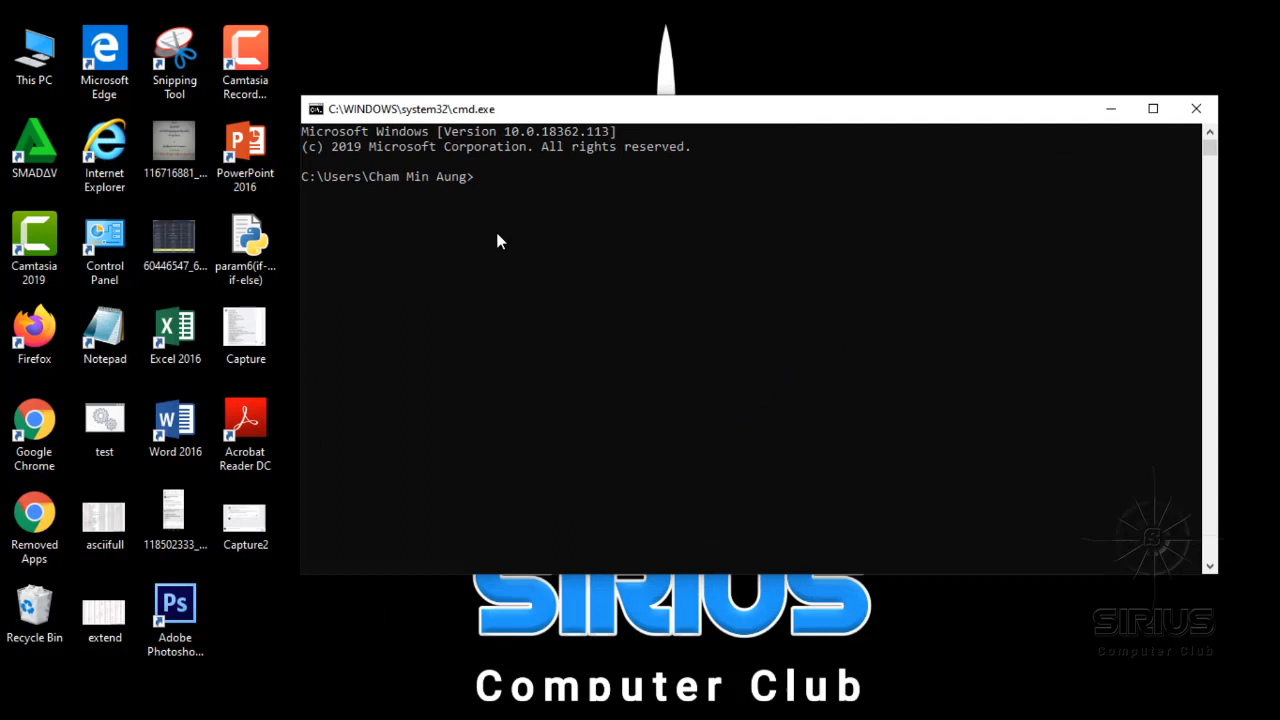 This PC
Microsoft
Edge
Snipping
Tool
Camtasia
Record...
SMADΔV
Internet
Explorer
116716881_...
PowerPoint
2016
Camtasia
2019
Control
Panel
60446547_6...
param6(if-...
if-else)
Firefox
Notepad
Excel 2016
Capture
Google
Chrome
test
Word 2016
Acrobat
Reader DC
Removed
Apps
asciifull
118502333_...
Capture2
Recycle Bin
extend
Ps
Adobe
Photosho...
C:\WINDOWS\system32\cmd.exe
Microsoft Windows [Version 10.0.18362.113]
(c) 2019 Microsoft Corporation. All rights reserved.
C:\Users\Cham Min Aung>
SIRIUS
Computer Club
SIRIUS
Computer Club